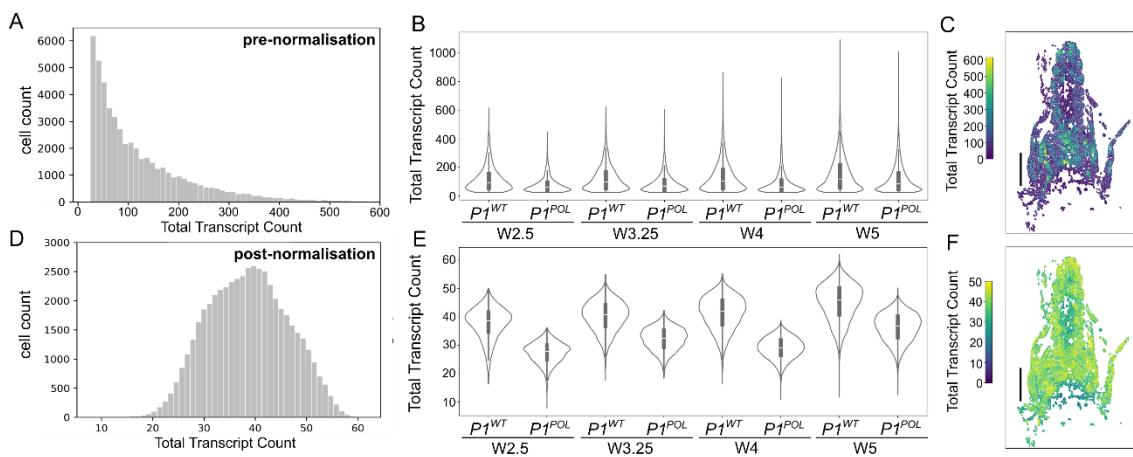 A
pre-normalisation
cell count
6000
5000
4000
3000
2000
1000
0
0 100 200 300 400 500 600
Total Transcript Count
B
Total Transcript Count
1000
800
600
400
200
0
P1^WT P1^POL P1^WT P1^POL P1^WT P1^POL P1^WT P1^POL
W2.5 W3.25 W4 W5
C
Total Transcript Count
600
500
400
300
200
100
0
D
post-normalisation
cell count
3000
2500
2000
1500
1000
500
0
10 20 30 40 50 60
Total Transcript Count
E
Total Transcript Count
60
50
40
30
20
10
P1^WT P1^POL P1^WT P1^POL P1^WT P1^POL P1^WT P1^POL
W2.5 W3.25 W4 W5
F
Total Transcript Count
50
40
30
20
10
0